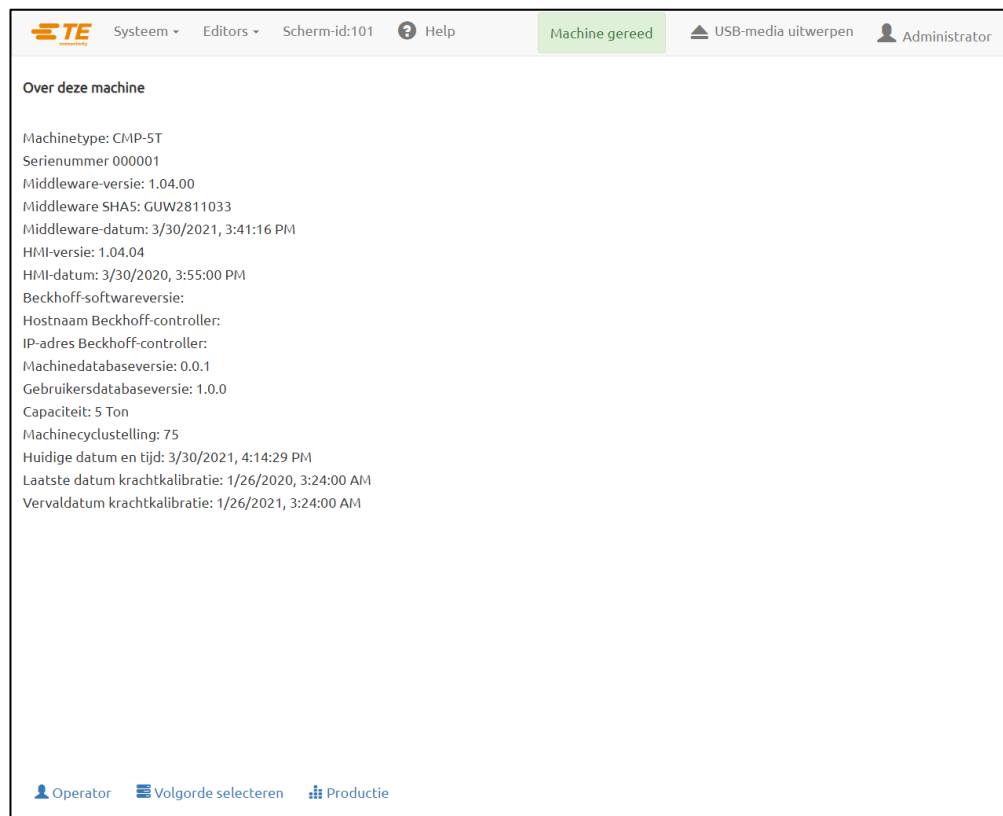 TE connectivity Systeem Editors Scherm-id:101 Help Machine gereed USB-media uitwerpen Administrator
Over deze machine
Machinetype: CMP-5T
Serienummer 000001
Middleware-versie: 1.04.00
Middleware SHA5: GUW2811033
Middleware-datum: 3/30/2021, 3:41:16 PM
HMI-versie: 1.04.04
HMI-datum: 3/30/2020, 3:55:00 PM
Beckhoff-softwareversie:
Hostnaam Beckhoff-controller:
IP-adres Beckhoff-controller:
Machinedatabaseversie: 0.0.1
Gebruikersdatabaseversie: 1.0.0
Capaciteit: 5 Ton
Machinecyclustelling: 75
Huidige datum en tijd: 3/30/2021, 4:14:29 PM
Laatste datum krachtkalibratie: 1/26/2020, 3:24:00 AM
Vervaldatum krachtkalibratie: 1/26/2021, 3:24:00 AM
Operator Volgorde selecteren Productie